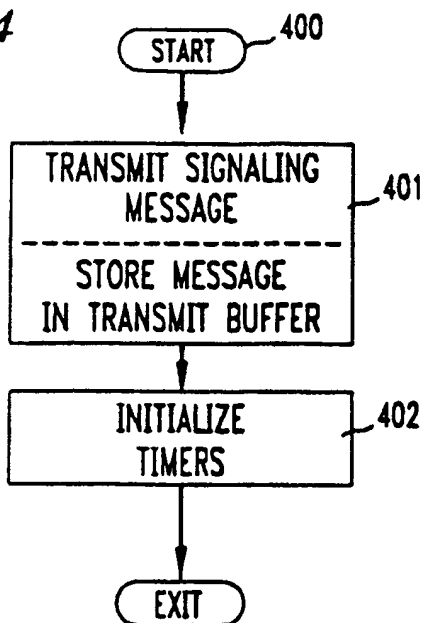 4
START
400
TRANSMIT SIGNALING
MESSAGE
401
STORE MESSAGE
IN TRANSMIT BUFFER
INITIALIZE
402
TIMERS
EXIT